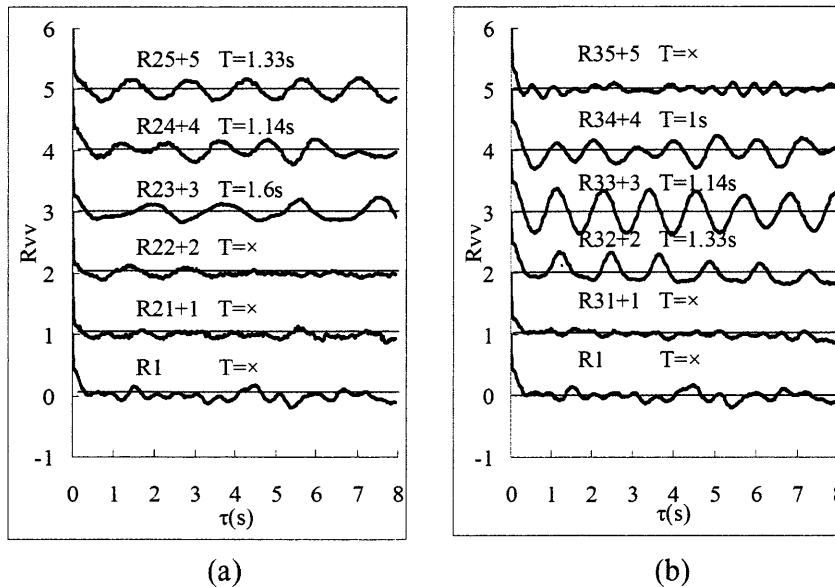 6
5
4
3
2
1
0
-1
Rvv
R25+5 T=1.33s
R24+4 T=1.14s
R23+3 T=1.6s
R22+2 T=×
R21+1 T=×
R1 T=×
0 1 2 3 4 5 6 7 8
τ(s)
(a)
6
5
4
3
2
1
0
-1
Rvv
R35+5 T=×
R34+4 T=1s
R33+3 T=1.14s
R32+2 T=1.33s
R31+1 T=×
R1 T=×
0 1 2 3 4 5 6 7 8
τ(s)
(b)